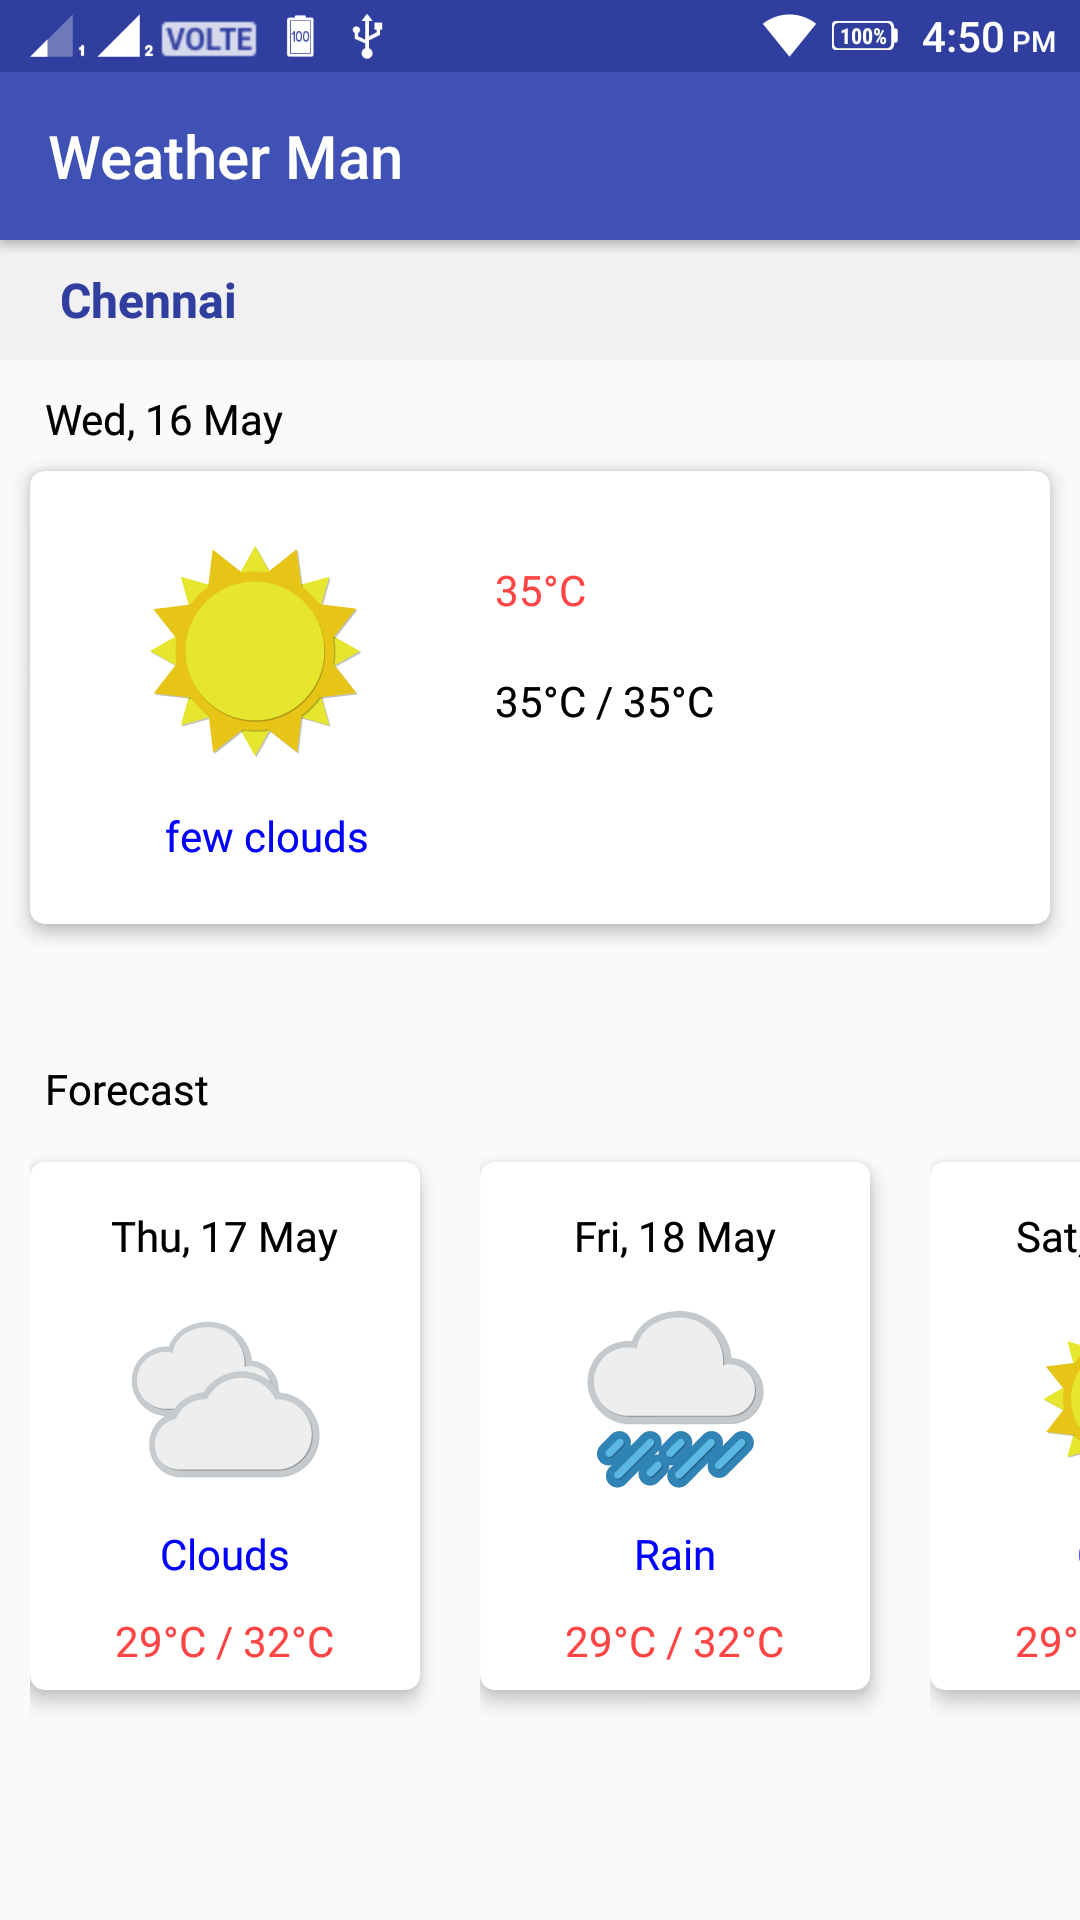 1 2 VOLTE 100 100% 4:50 PM
Weather Man
Chennai
Wed, 16 May
35°C
35°C / 35°C
few clouds
Forecast
Thu, 17 May Fri, 18 May Sat,
Clouds Rain
29°C / 32°C 29°C / 32°C 29°